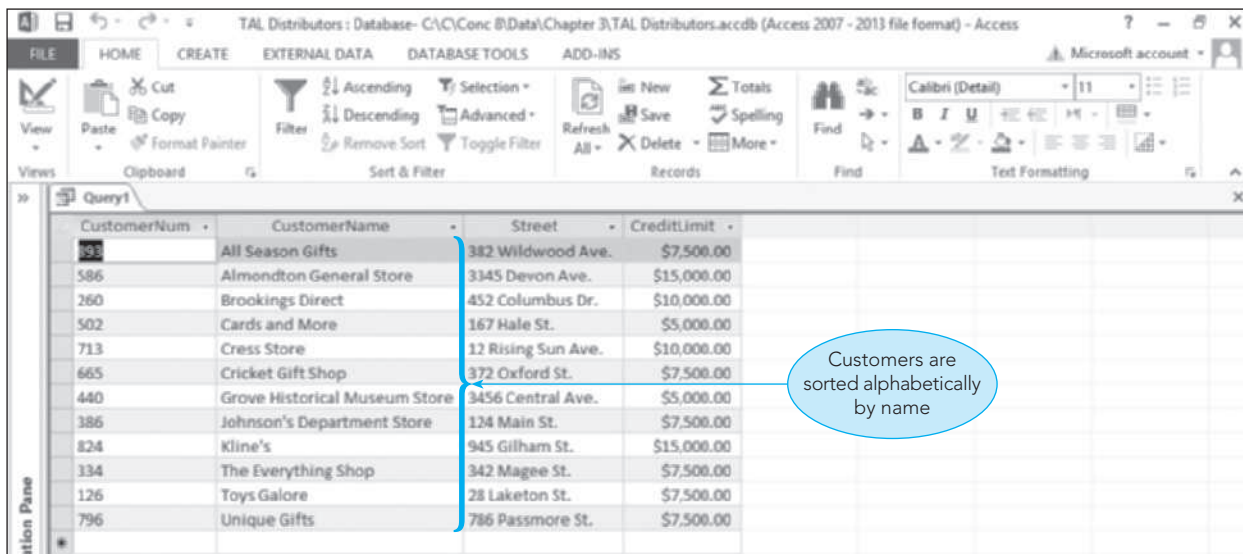 TAL Distributors : Database- C:\C\Conc 8\Data\Chapter 3\TAL Distributors.accdb (Access 2007 - 2013 file format) - Access
FILE HOME CREATE EXTERNAL DATA DATABASE TOOLS ADD-INS Microsoft account
View
Views
Paste
Cut
Copy
Format Painter
Clipboard
Filter
Ascending
Descending
Remove Sort
Selection
Advanced
Toggle Filter
Sort & Filter
Refresh
All
New
Save
Delete
Totals
Spelling
More
Records
Find
Find
Calibri (Detail) 11
B I U
A
Text Formatting
Query1
CustomerNum CustomerName Street CreditLimit
893 All Season Gifts 382 Wildwood Ave. $7,500.00
586 Almondton General Store 3345 Devon Ave. $15,000.00
260 Brookings Direct 452 Columbus Dr. $10,000.00
502 Cards and More 167 Hale St. $5,000.00
713 Cress Store 12 Rising Sun Ave. $10,000.00
665 Cricket Gift Shop 372 Oxford St. $7,500.00
440 Grove Historical Museum Store 3456 Central Ave. $5,000.00
386 Johnson's Department Store 124 Main St. $7,500.00
824 Kline's 945 Gilham St. $15,000.00
334 The Everything Shop 342 Magee St. $7,500.00
126 Toys Galore 28 Laketon St. $7,500.00
796 Unique Gifts 786 Passmore St. $7,500.00
Customers are
sorted alphabetically
by name
ation Pane